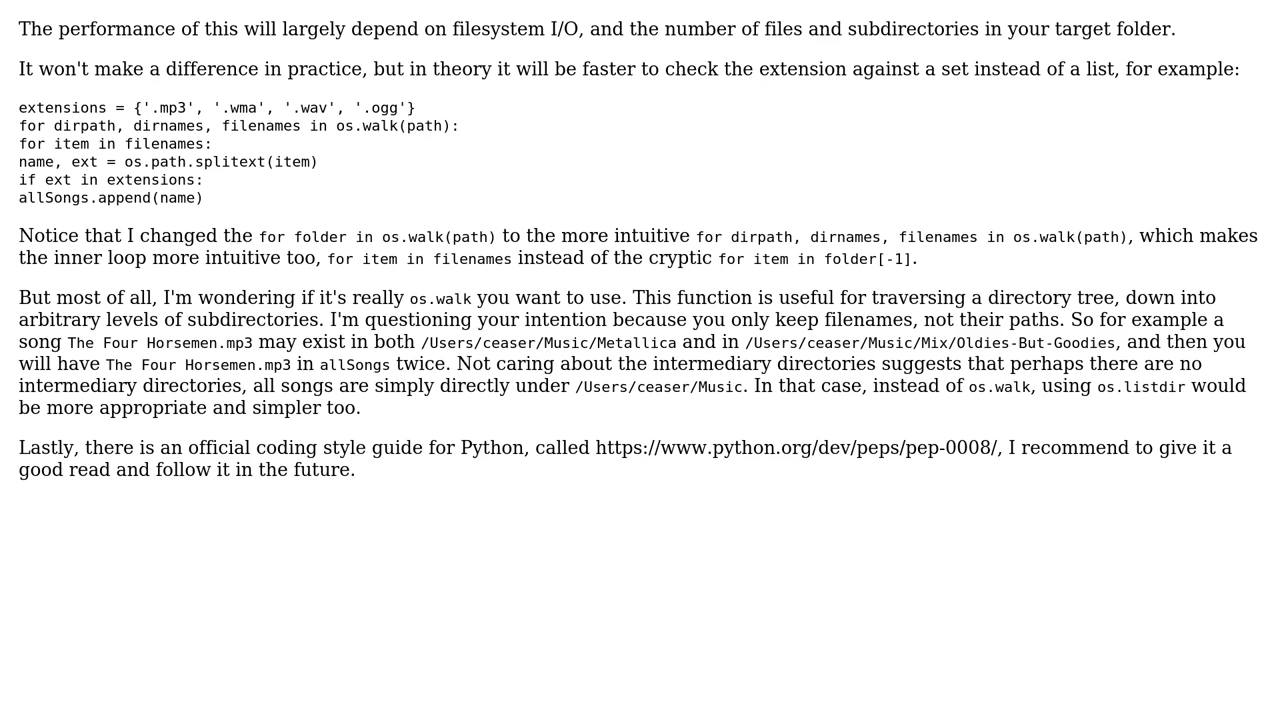 The performance of this will largely depend on filesystem I/O, and the number of files and subdirectories in your target folder.
It won't make a difference in practice, but in theory it will be faster to check the extension against a set instead of a list, for example:
extensions = {'.mp3', '.wma', '.wav', '.ogg'}
for dirpath, dirnames, filenames in os.walk(path):
for item in filenames:
name, ext = os.path.splitext(item)
if ext in extensions:
allSongs.append(name)
Notice that I changed the for folder in os.walk(path) to the more intuitive for dirpath, dirnames, filenames in os.walk(path), which makes
the inner loop more intuitive too, for item in filenames instead of the cryptic for item in folder[-1].
But most of all, I'm wondering if it's really os.walk you want to use. This function is useful for traversing a directory tree, down into
arbitrary levels of subdirectories. I'm questioning your intention because you only keep filenames, not their paths. So for example a
song The Four Horsemen.mp3 may exist in both /Users/ceaser/Music/Metallica and in /Users/ceaser/Music/Mix/Oldies-But-Goodies, and then you
will have The Four Horsemen.mp3 in allSongs twice. Not caring about the intermediary directories suggests that perhaps there are no
intermediary directories, all songs are simply directly under /Users/ceaser/Music. In that case, instead of os.walk, using os.listdir would
be more appropriate and simpler too.
Lastly, there is an official coding style guide for Python, called https://www.python.org/dev/peps/pep-0008/, I recommend to give it a
good read and follow it in the future.